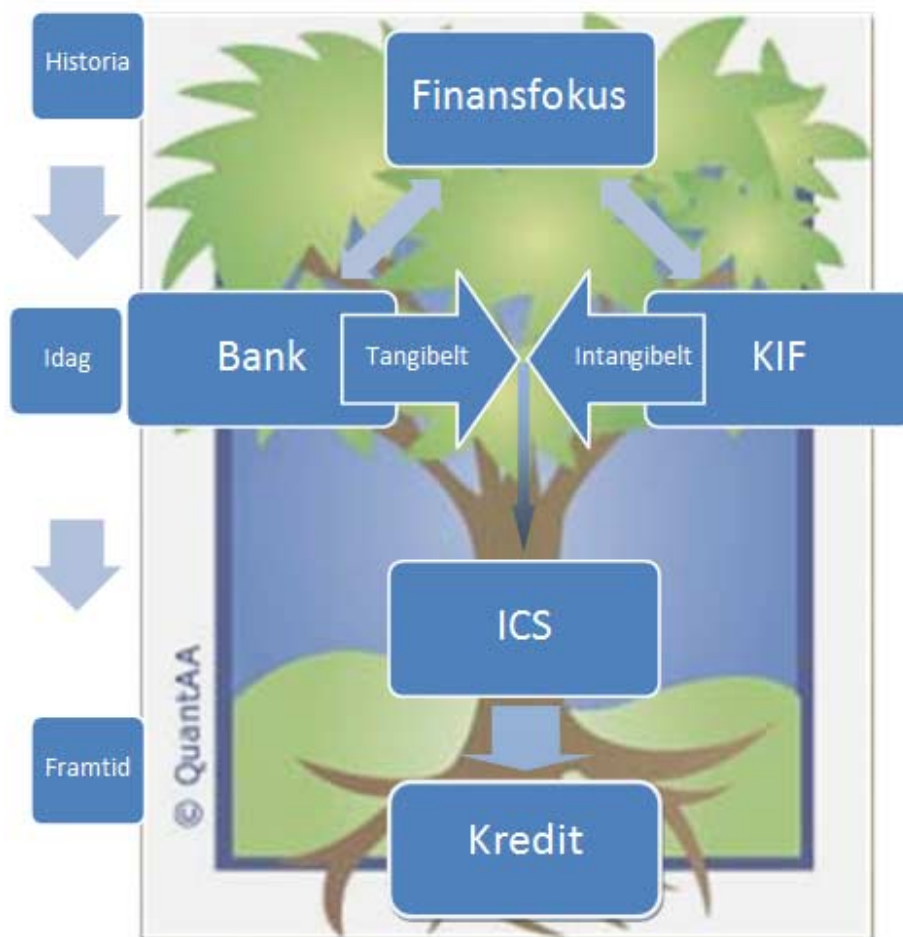 Historia
Finansfokus
Idag
Bank
Tangibelt
Intangibelt
KIF
ICS
Framtid
Kredit
© QuantAA